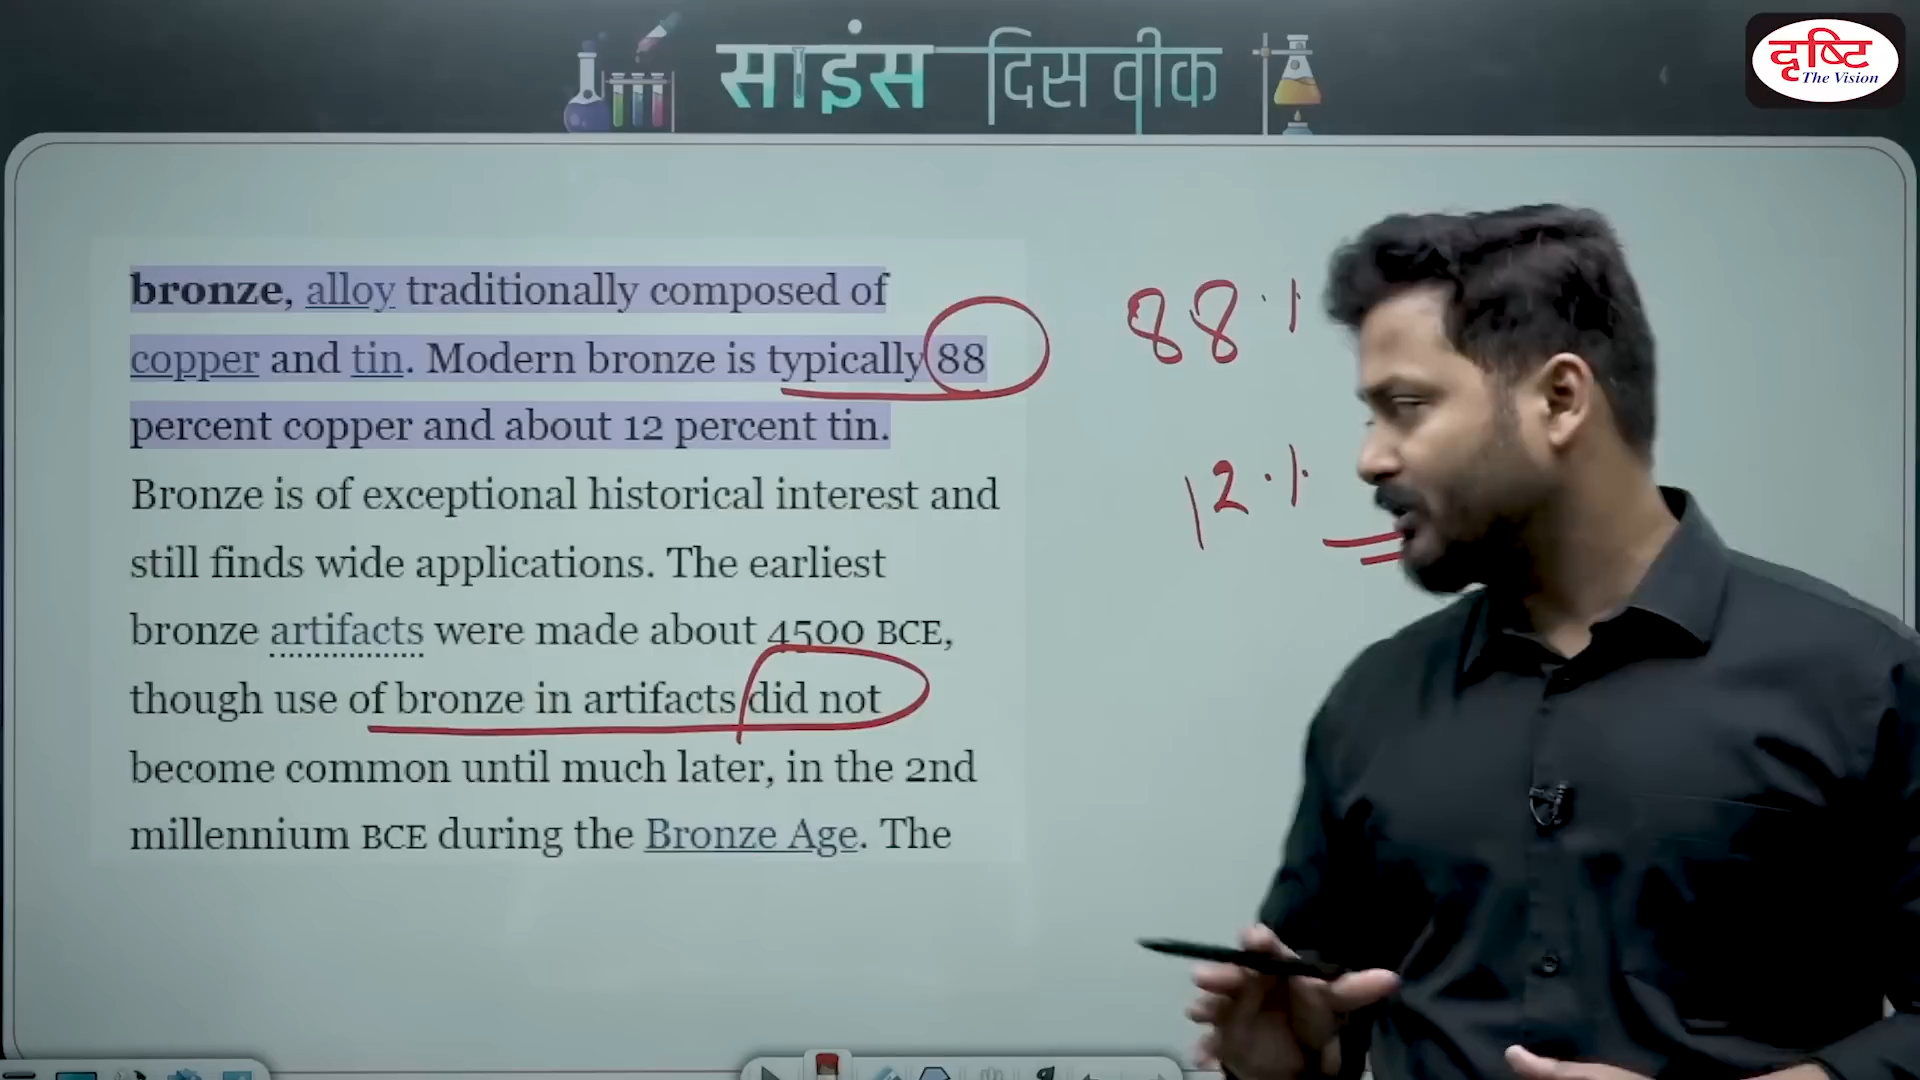 साइंस दिस वीक
दृष्टि
The Vision
bronze, alloy traditionally composed of
copper and tin. Modern bronze is typically 88
percent copper and about 12 percent tin.
Bronze is of exceptional historical interest and
still finds wide applications. The earliest
bronze artifacts were made about 4500 BCE,
though use of bronze in artifacts did not
become common until much later, in the 2nd
millennium BCE during the Bronze Age. The
88%
12%